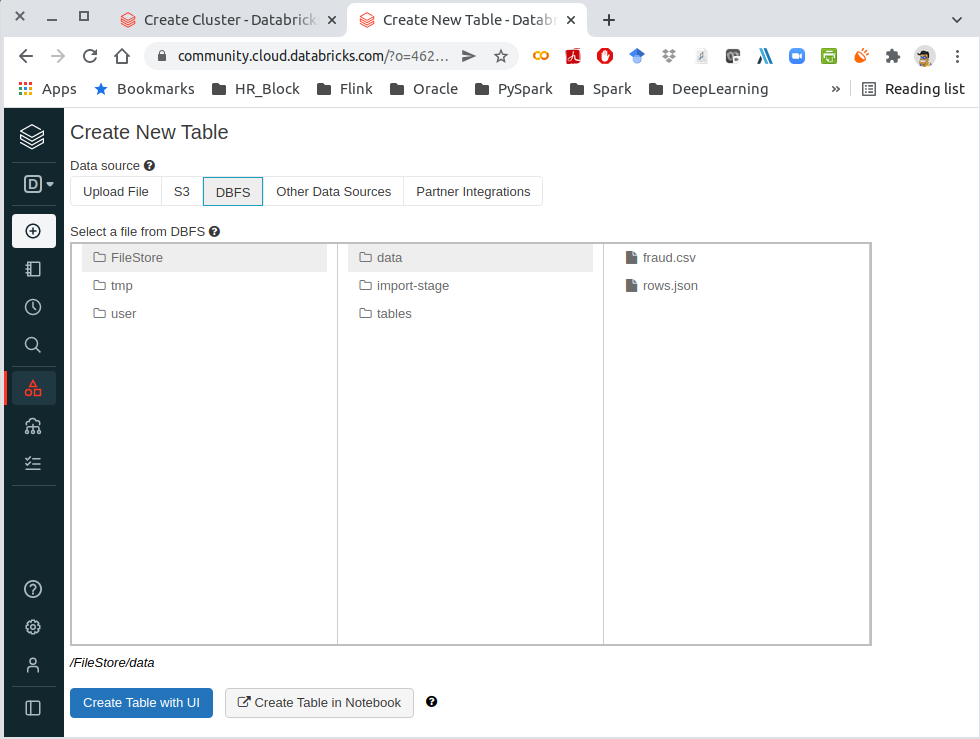 Create Cluster - Databrick
Create New Table - Datab
community.cloud.databricks.com/?o=462...
Apps
Bookmarks
HR_Block
Flink
Oracle
PySpark
Spark
DeepLearning
»
Reading list
D
Create New Table
Data source
Upload File
S3
DBFS
Other Data Sources
Partner Integrations
Select a file from DBFS
FileStore
tmp
user
data
import-stage
tables
fraud.csv
rows.json
/FileStore/data
Create Table with UI
Create Table in Notebook